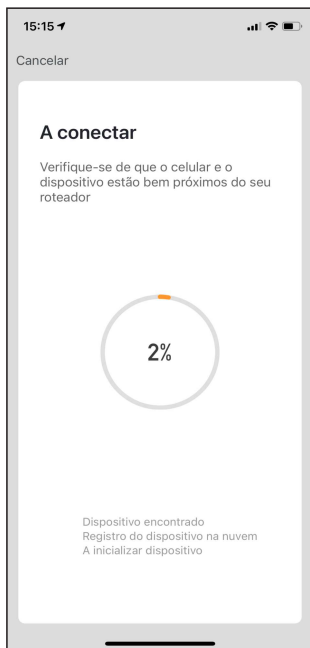 15:15
Cancelar
A conectar
Verifique-se de que o celular e o
dispositivo estão bem próximos do seu
roteador
2%
Dispositivo encontrado
Registro do dispositivo na nuvem
A inicializar dispositivo